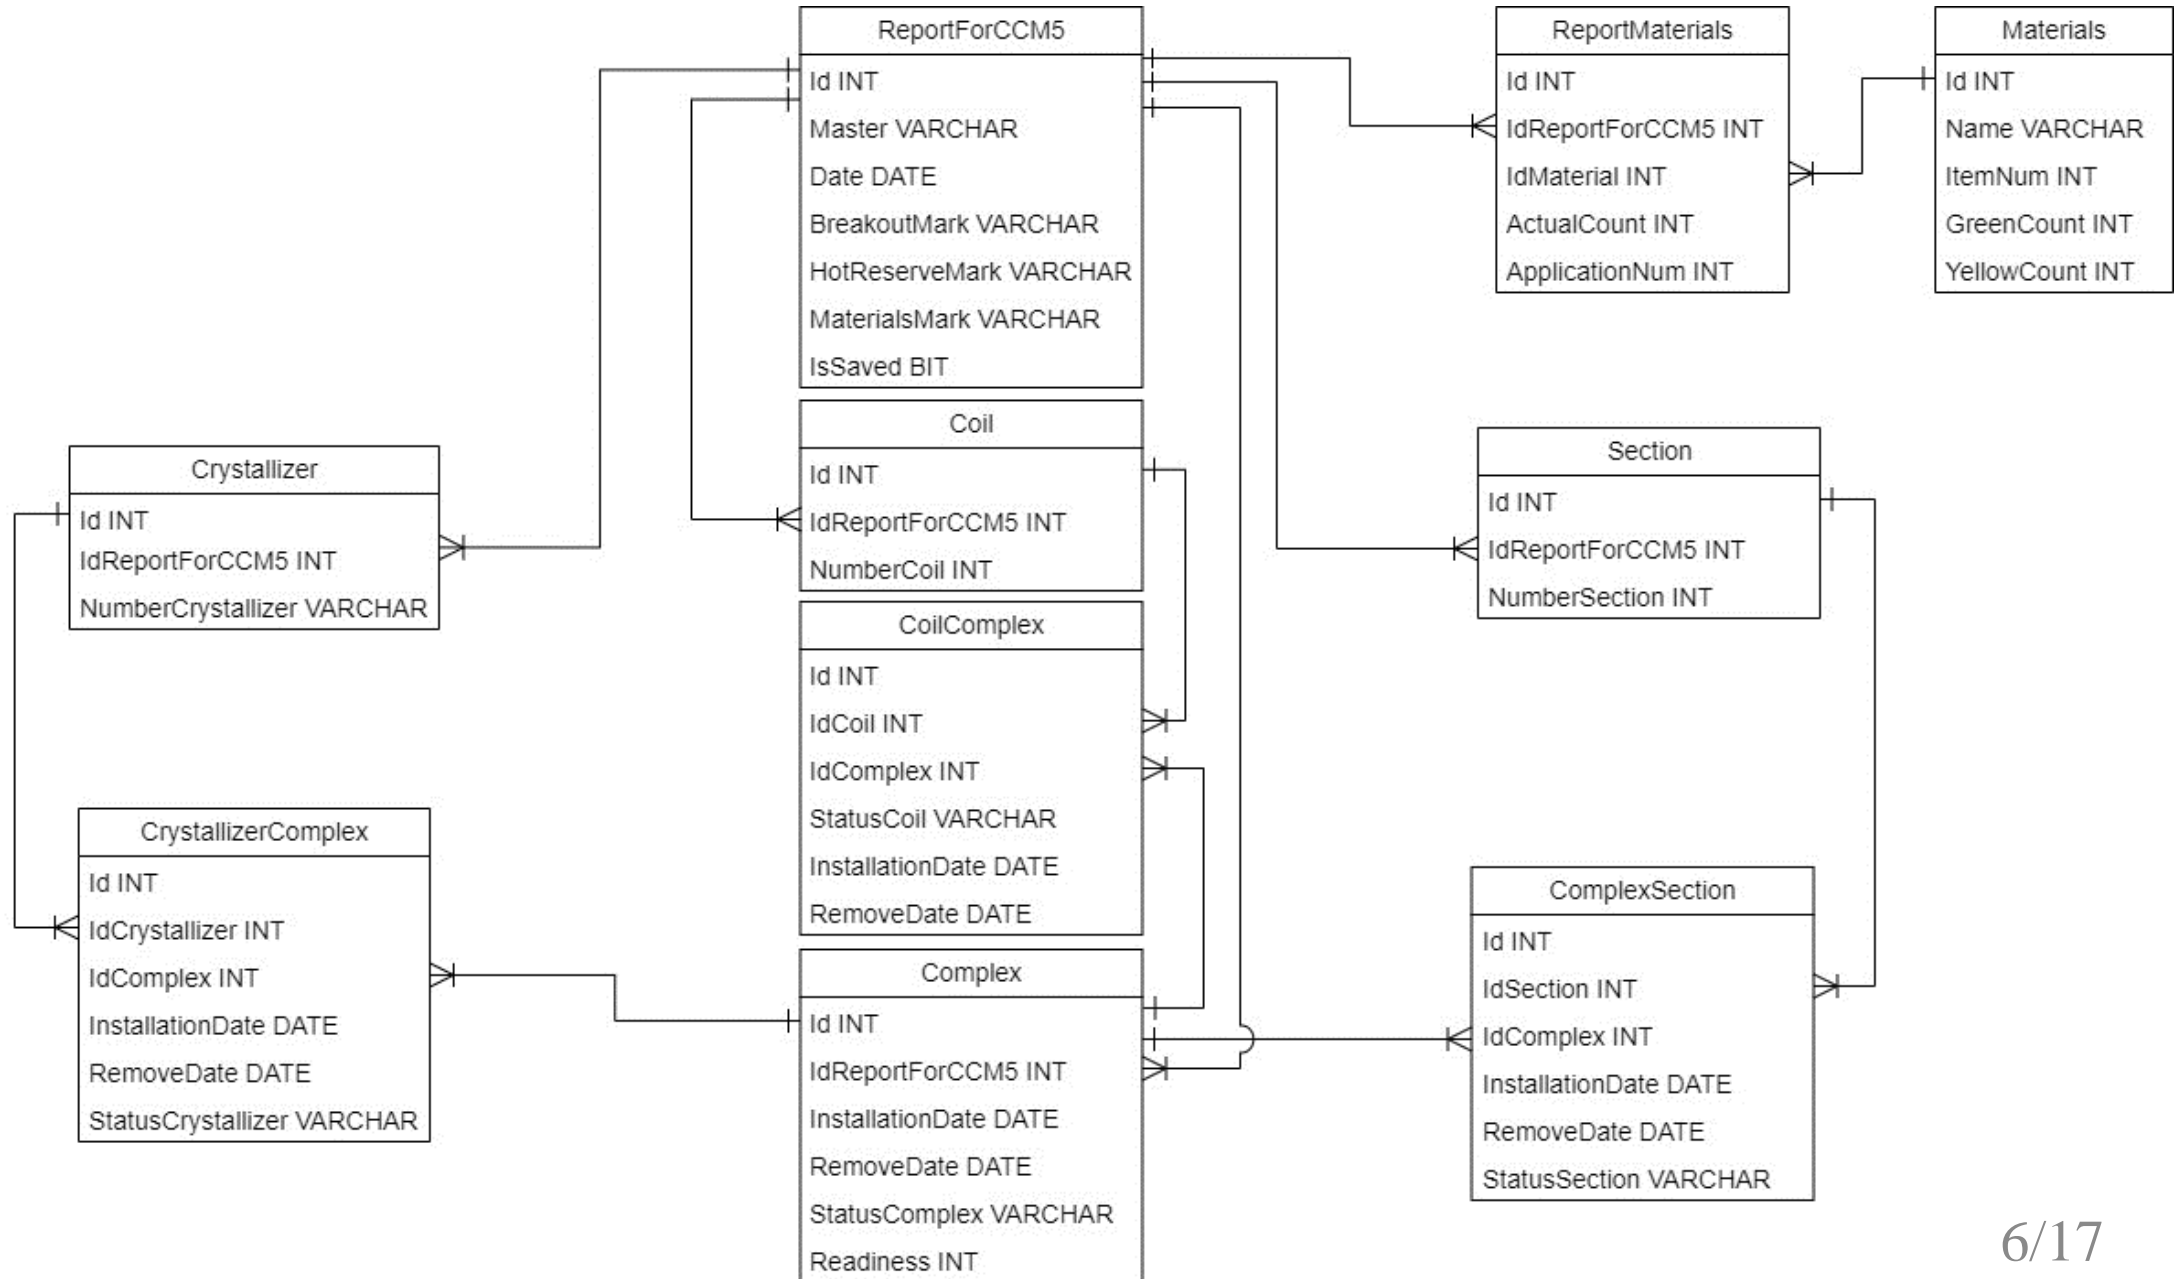 ReportForCCM5
Id INT
Master VARCHAR
Date DATE
BreakoutMark VARCHAR
HotReserveMark VARCHAR
MaterialsMark VARCHAR
IsSaved BIT
ReportMaterials
Id INT
IdReportForCCM5 INT
IdMaterial INT
ActualCount INT
ApplicationNum INT
Materials
Id INT
Name VARCHAR
ItemNum INT
GreenCount INT
YellowCount INT
Crystallizer
Id INT
IdReportForCCM5 INT
NumberCrystallizer VARCHAR
Coil
Id INT
IdReportForCCM5 INT
NumberCoil INT
Section
Id INT
IdReportForCCM5 INT
NumberSection INT
CoilComplex
Id INT
IdCoil INT
IdComplex INT
StatusCoil VARCHAR
InstallationDate DATE
RemoveDate DATE
CrystallizerComplex
Id INT
IdCrystallizer INT
IdComplex INT
InstallationDate DATE
RemoveDate DATE
StatusCrystallizer VARCHAR
Complex
Id INT
IdReportForCCM5 INT
InstallationDate DATE
RemoveDate DATE
StatusComplex VARCHAR
Readiness INT
ComplexSection
Id INT
IdSection INT
IdComplex INT
InstallationDate DATE
RemoveDate DATE
StatusSection VARCHAR
6/17